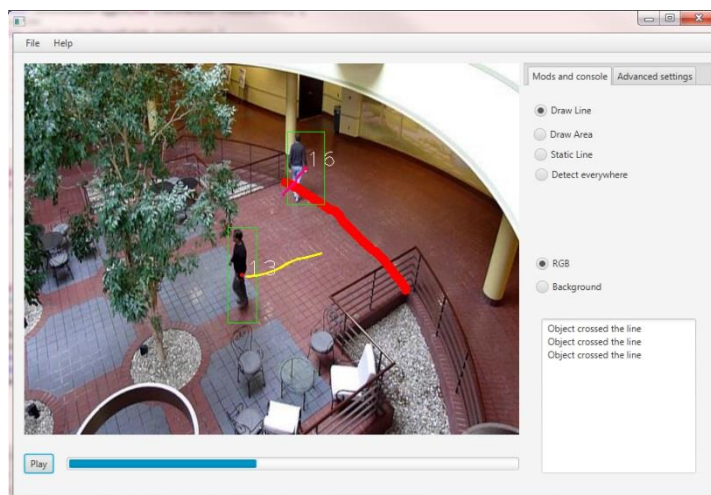 File Help
Mods and console Advanced settings
Draw Line
Draw Area
Static Line
Detect everywhere
16
13
RGB
Background
Object crossed the line
Object crossed the line
Object crossed the line
Play